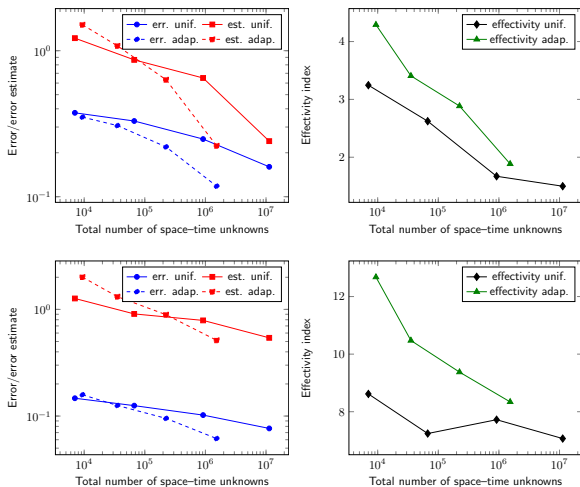 err. unif.
est. unif.
err. adap.
est. adap.
10^0
10^−1
Error/error estimate
10^4
10^5
10^6
10^7
Total number of space–time unknowns
effectivity unif.
effectivity adap.
4
3
2
Effectivity index
10^4
10^5
10^6
10^7
Total number of space–time unknowns
err. unif.
est. unif.
err. adap.
est. adap.
10^0
10^−1
Error/error estimate
10^4
10^5
10^6
10^7
Total number of space–time unknowns
effectivity unif.
effectivity adap.
12
10
8
Effectivity index
10^4
10^5
10^6
10^7
Total number of space–time unknowns